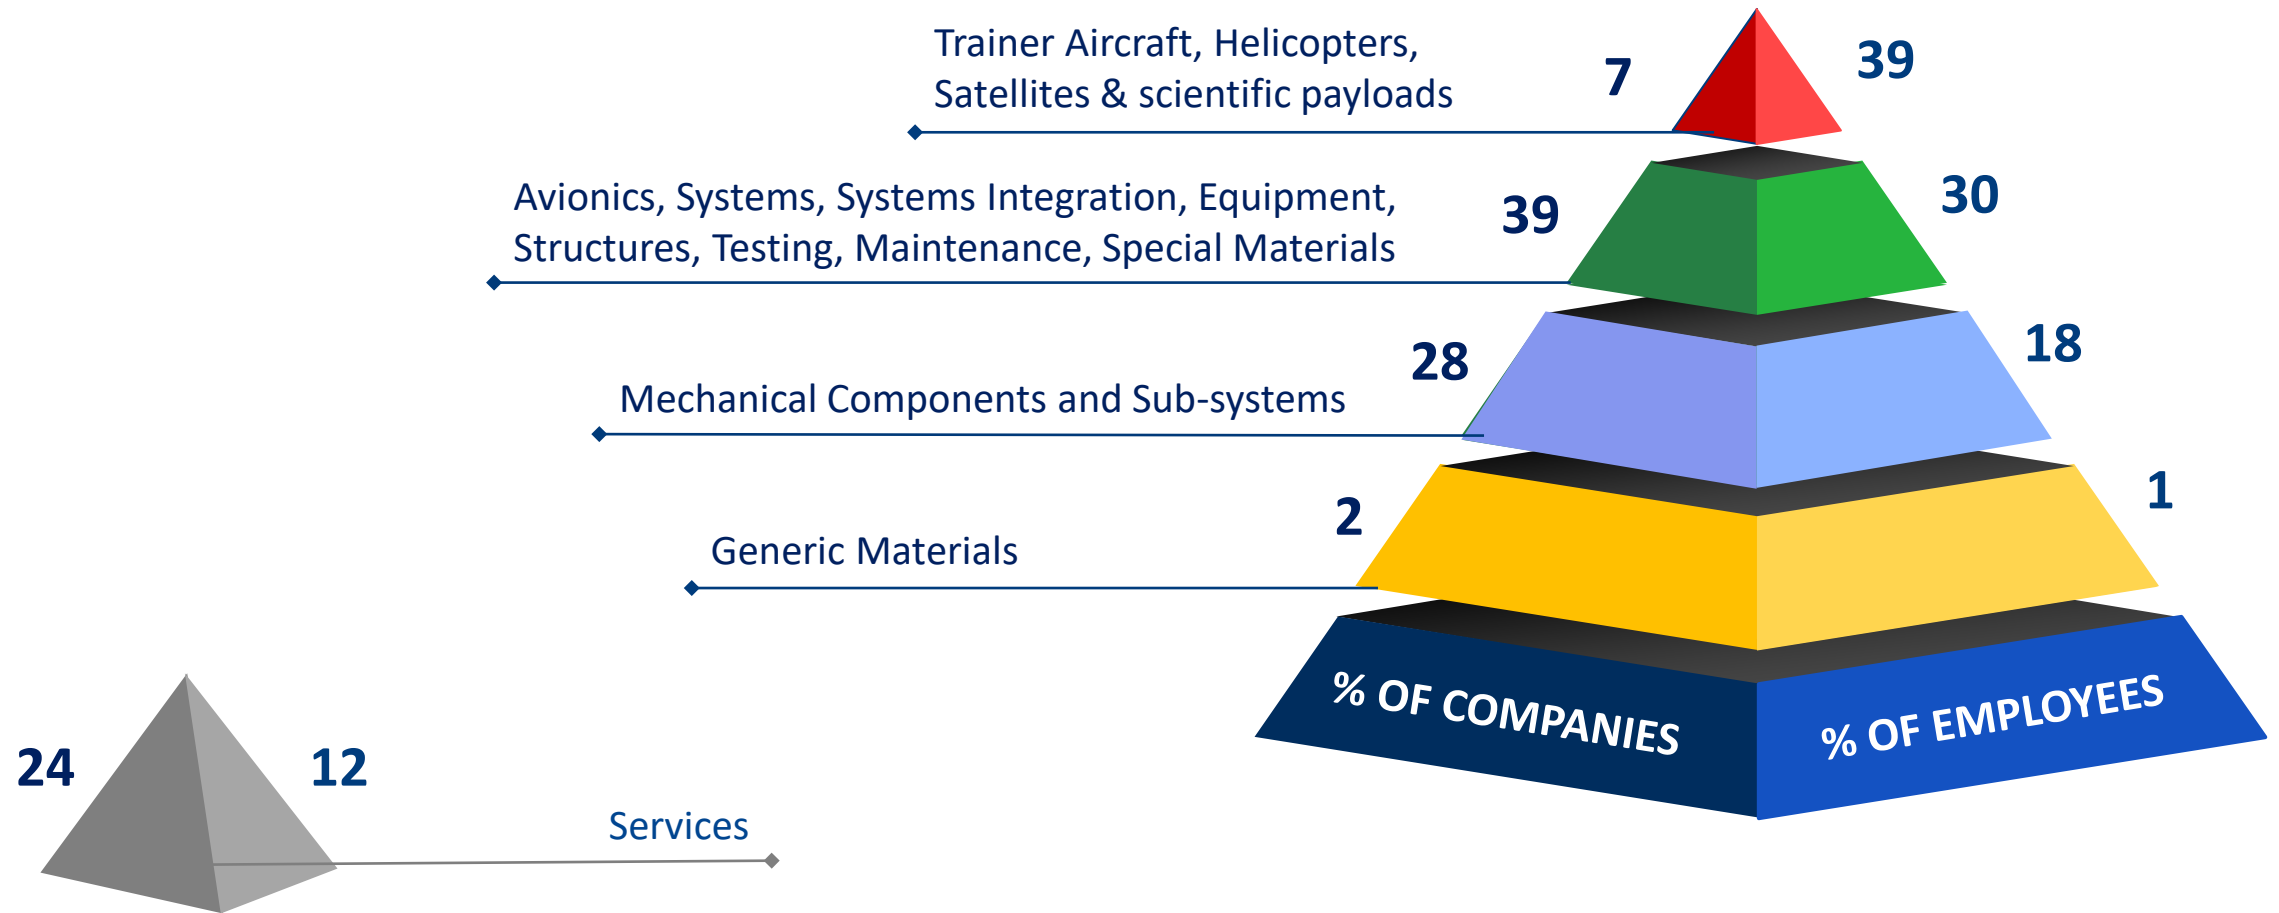 Trainer Aircraft, Helicopters,
Satellites & scientific payloads
7
39
Avionics, Systems, Systems Integration, Equipment,
Structures, Testing, Maintenance, Special Materials
39
30
Mechanical Components and Sub-systems
28
18
Generic Materials
2
1
% OF COMPANIES
% OF EMPLOYEES
24
12
Services